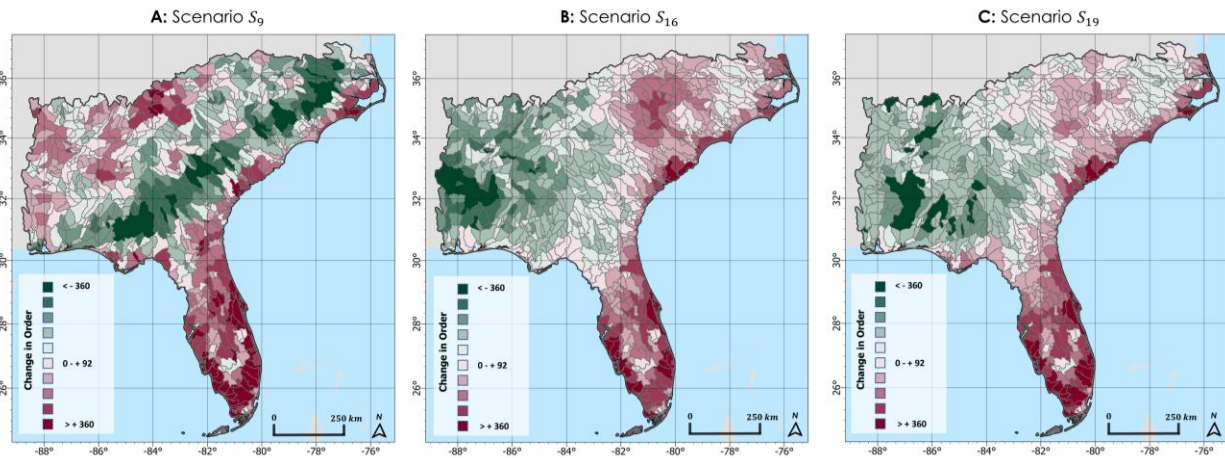 A: Scenario S₉
36°
34°
32°
30°
28°
26°
Change in Order
< - 360
0 - + 92
> + 360
0 250 km
N
-88° -86° -84° -82° -80° -78° -76°
B: Scenario S₁₆
36°
34°
32°
30°
28°
26°
Change in Order
< - 360
0 - + 92
> + 360
0 250 km
N
-88° -86° -84° -82° -80° -78° -76°
C: Scenario S₁₉
36°
34°
32°
30°
28°
26°
Change in Order
< - 360
0 - + 92
> + 360
0 250 km
N
-88° -86° -84° -82° -80° -78° -76°